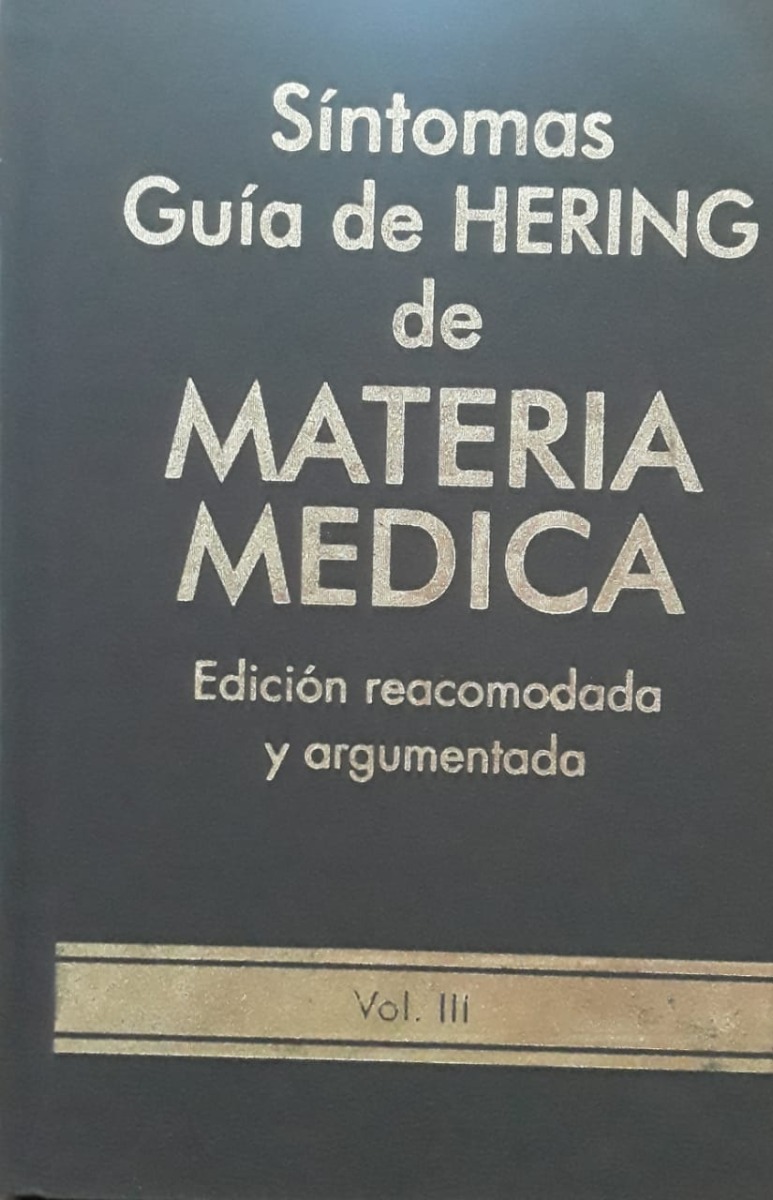 Síntomas
Guía de HERING
de
MATERIA
MEDICA
Edición reacomodada
y argumentada
Vol. III